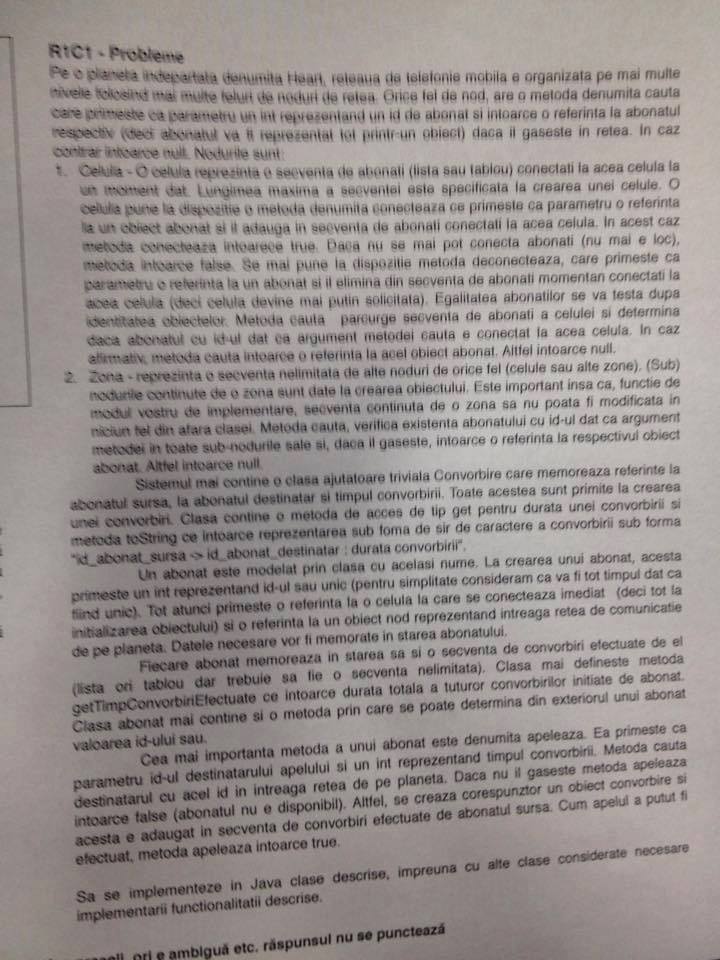 R1C1 - Probleme
Pe o planeta indepartata denumita Heart, reteaua de telefonie mobila e organizata pe mai multe
nivele folosind mai multe feluri de noduri de retea. Orice fel de nod, are o metoda denumita cauta
care primeste ca parametru un int reprezentand un id de abonat si intoarce o referinta la abonatul
respectiv (deci abonatul va fi reprezentat tot printr-un obiect) daca il gaseste in retea. In caz
contrar intoarce null. Nodurile sunt:
1. Celula - O celula reprezinta o secventa de abonati (lista sau tablou) conectati la acea celula la
un moment dat. Lungimea maxima a secventei este specificata la crearea unei celule. O
celula pune la dispozitie o metoda denumita conecteaza ce primeste ca parametru o referinta
la un obiect abonat si il adauga in secventa de abonati conectati la acea celula. In acest caz
metoda conecteaza intoarece true. Daca nu se mai pot conecta abonati (nu mai e loc),
metoda intoarce false. Se mai pune la dispozitie metoda deconecteaza, care primeste ca
parametru o referinta la un abonat si il elimina din secventa de abonati momentan conectati la
acea celula (deci celula devine mai putin solicitata). Egalitatea abonatilor se va testa dupa
identitatea obiectelor. Metoda cauta parcurge secventa de abonati a celulei si determina
daca abonatul cu id-ul dat ca argument metodei cauta e conectat la acea celula. In caz
afirmativ, metoda cauta intoarce o referinta la acel obiect abonat. Altfel intoarce null.
2. Zona - reprezinta o secventa nelimitata de alte noduri de orice fel (celule sau alte zone). (Sub)
nodurile continute de o zona sunt date la crearea obiectului. Este important insa ca, functie de
modul vostru de implementare, secventa continuta de o zona sa nu poata fi modificata in
niciun fel din afara clasei. Metoda cauta, verifica existenta abonatului cu id-ul dat ca argument
metodei in toate sub-nodurile sale si, daca il gaseste, intoarce o referinta la respectivul obiect
abonat. Altfel intoarce null.
Sistemul mai contine o clasa ajutatoare triviala Convorbire care memoreaza referinte la
abonatul sursa, la abonatul destinatar si timpul convorbirii. Toate acestea sunt primite la crearea
unei convorbiri. Clasa contine o metoda de acces de tip get pentru durata unei convorbiri si
metoda toString ce intoarce reprezentarea sub foma de sir de caractere a convorbirii sub forma
"id_abonat_sursa -> id_abonat_destinatar : durata convorbirii".
Un abonat este modelat prin clasa cu acelasi nume. La crearea unui abonat, acesta
primeste un int reprezentand id-ul sau unic (pentru simplitate consideram ca va fi tot timpul dat ca
fiind unic). Tot atunci primeste o referinta la o celula la care se conecteaza imediat (deci tot la
initializarea obiectului) si o referinta la un obiect nod reprezentand intreaga retea de comunicatie
de pe planeta. Datele necesare vor fi memorate in starea abonatului.
Fiecare abonat memoreaza in starea sa si o secventa de convorbiri efectuate de el
(lista ori tablou dar trebuie sa fie o secventa nelimitata). Clasa mai defineste metoda
getTimpConvorbiriEfectuate ce intoarce durata totala a tuturor convorbirilor initiate de abonat.
Clasa abonat mai contine si o metoda prin care se poate determina din exteriorul unui abonat
valoarea id-ului sau.
Cea mai importanta metoda a unui abonat este denumita apeleaza. Ea primeste ca
parametru id-ul destinatarului apelului si un int reprezentand timpul convorbirii. Metoda cauta
destinatarul cu acel id in intreaga retea de pe planeta. Daca nu il gaseste metoda apeleaza
intoarce false (abonatul nu e disponibil). Altfel, se creaza corespunztor un obiect convorbire si
acesta e adaugat in secventa de convorbiri efectuate de abonatul sursa. Cum apelul a putut fi
efectuat, metoda apeleaza intoarce true.
Sa se implementeze in Java clase descrise, impreuna cu alte clase considerate necesare
implementarii functionalitatii descrise.
ori e ambiguă etc. răspunsul nu se punctează